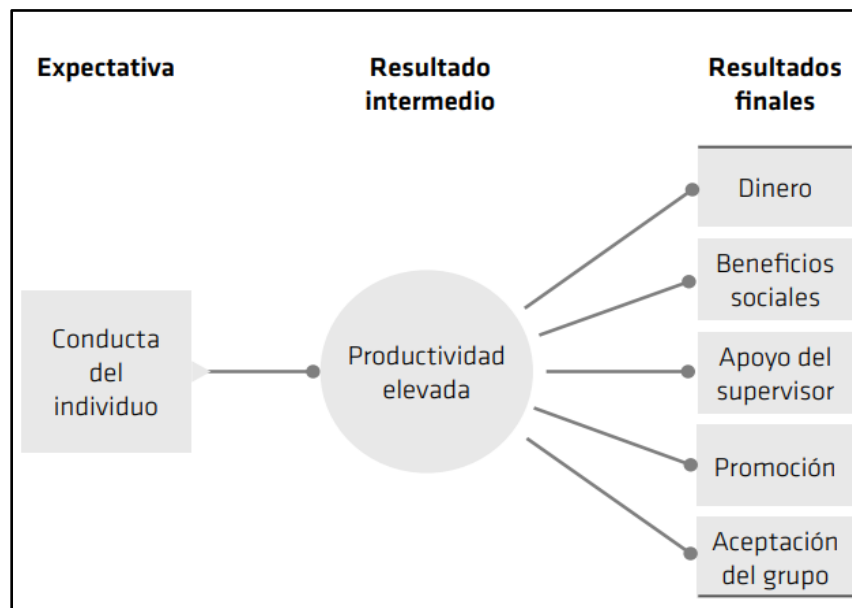 Expectativa
Resultado
intermedio
Resultados
finales
Conducta
del
individuo
Productividad
elevada
Dinero
Beneficios
sociales
Apoyo del
supervisor
Promoción
Aceptación
del grupo